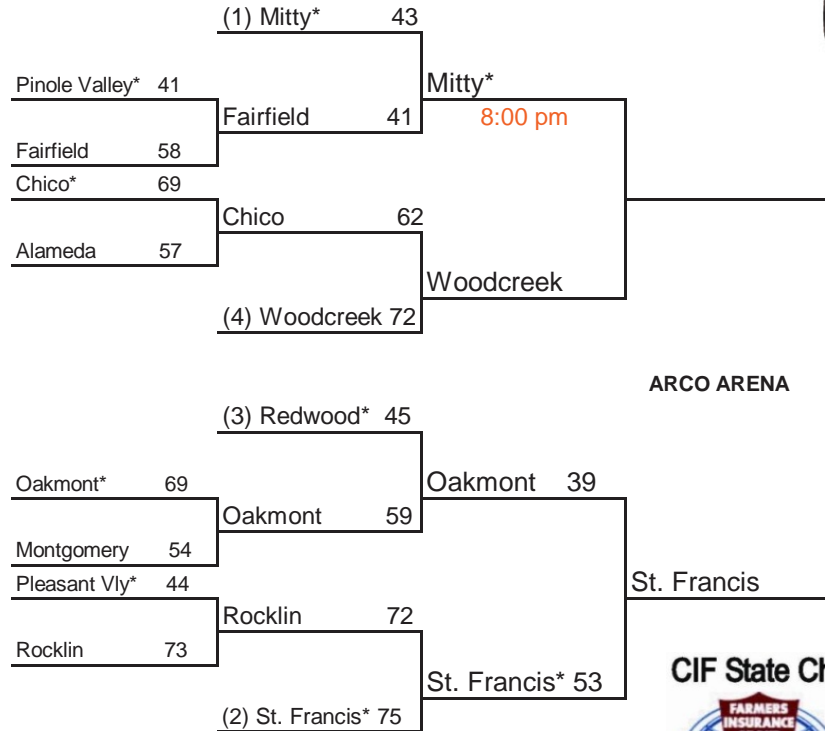 (1) Mitty* 43
Pinole Valley* 41
Mitty*
Fairfield 41
8:00 pm
Fairfield 58
Chico* 69
Chico 62
Alameda 57
Woodcreek
(4) Woodcreek 72
ARCO ARENA
(3) Redwood* 45
Oakmont* 69
Oakmont 39
Oakmont 59
Montgomery 54
Pleasant Vly* 44
St. Francis
Rocklin 72
Rocklin 73
St. Francis* 53
CIF State Ch
(2) St. Francis* 75
FARMERS
INSURANCE